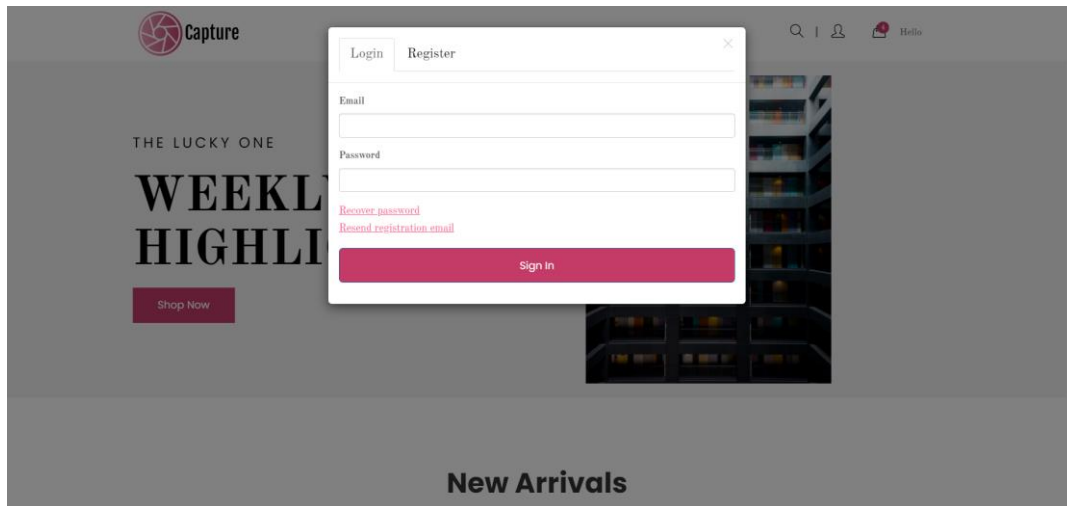 Capture
Hello
Login Register
Email
Password
Recover password
Resend registration email
Sign In
THE LUCKY ONE
WEEKL
HIGHLI
Shop Now
New Arrivals